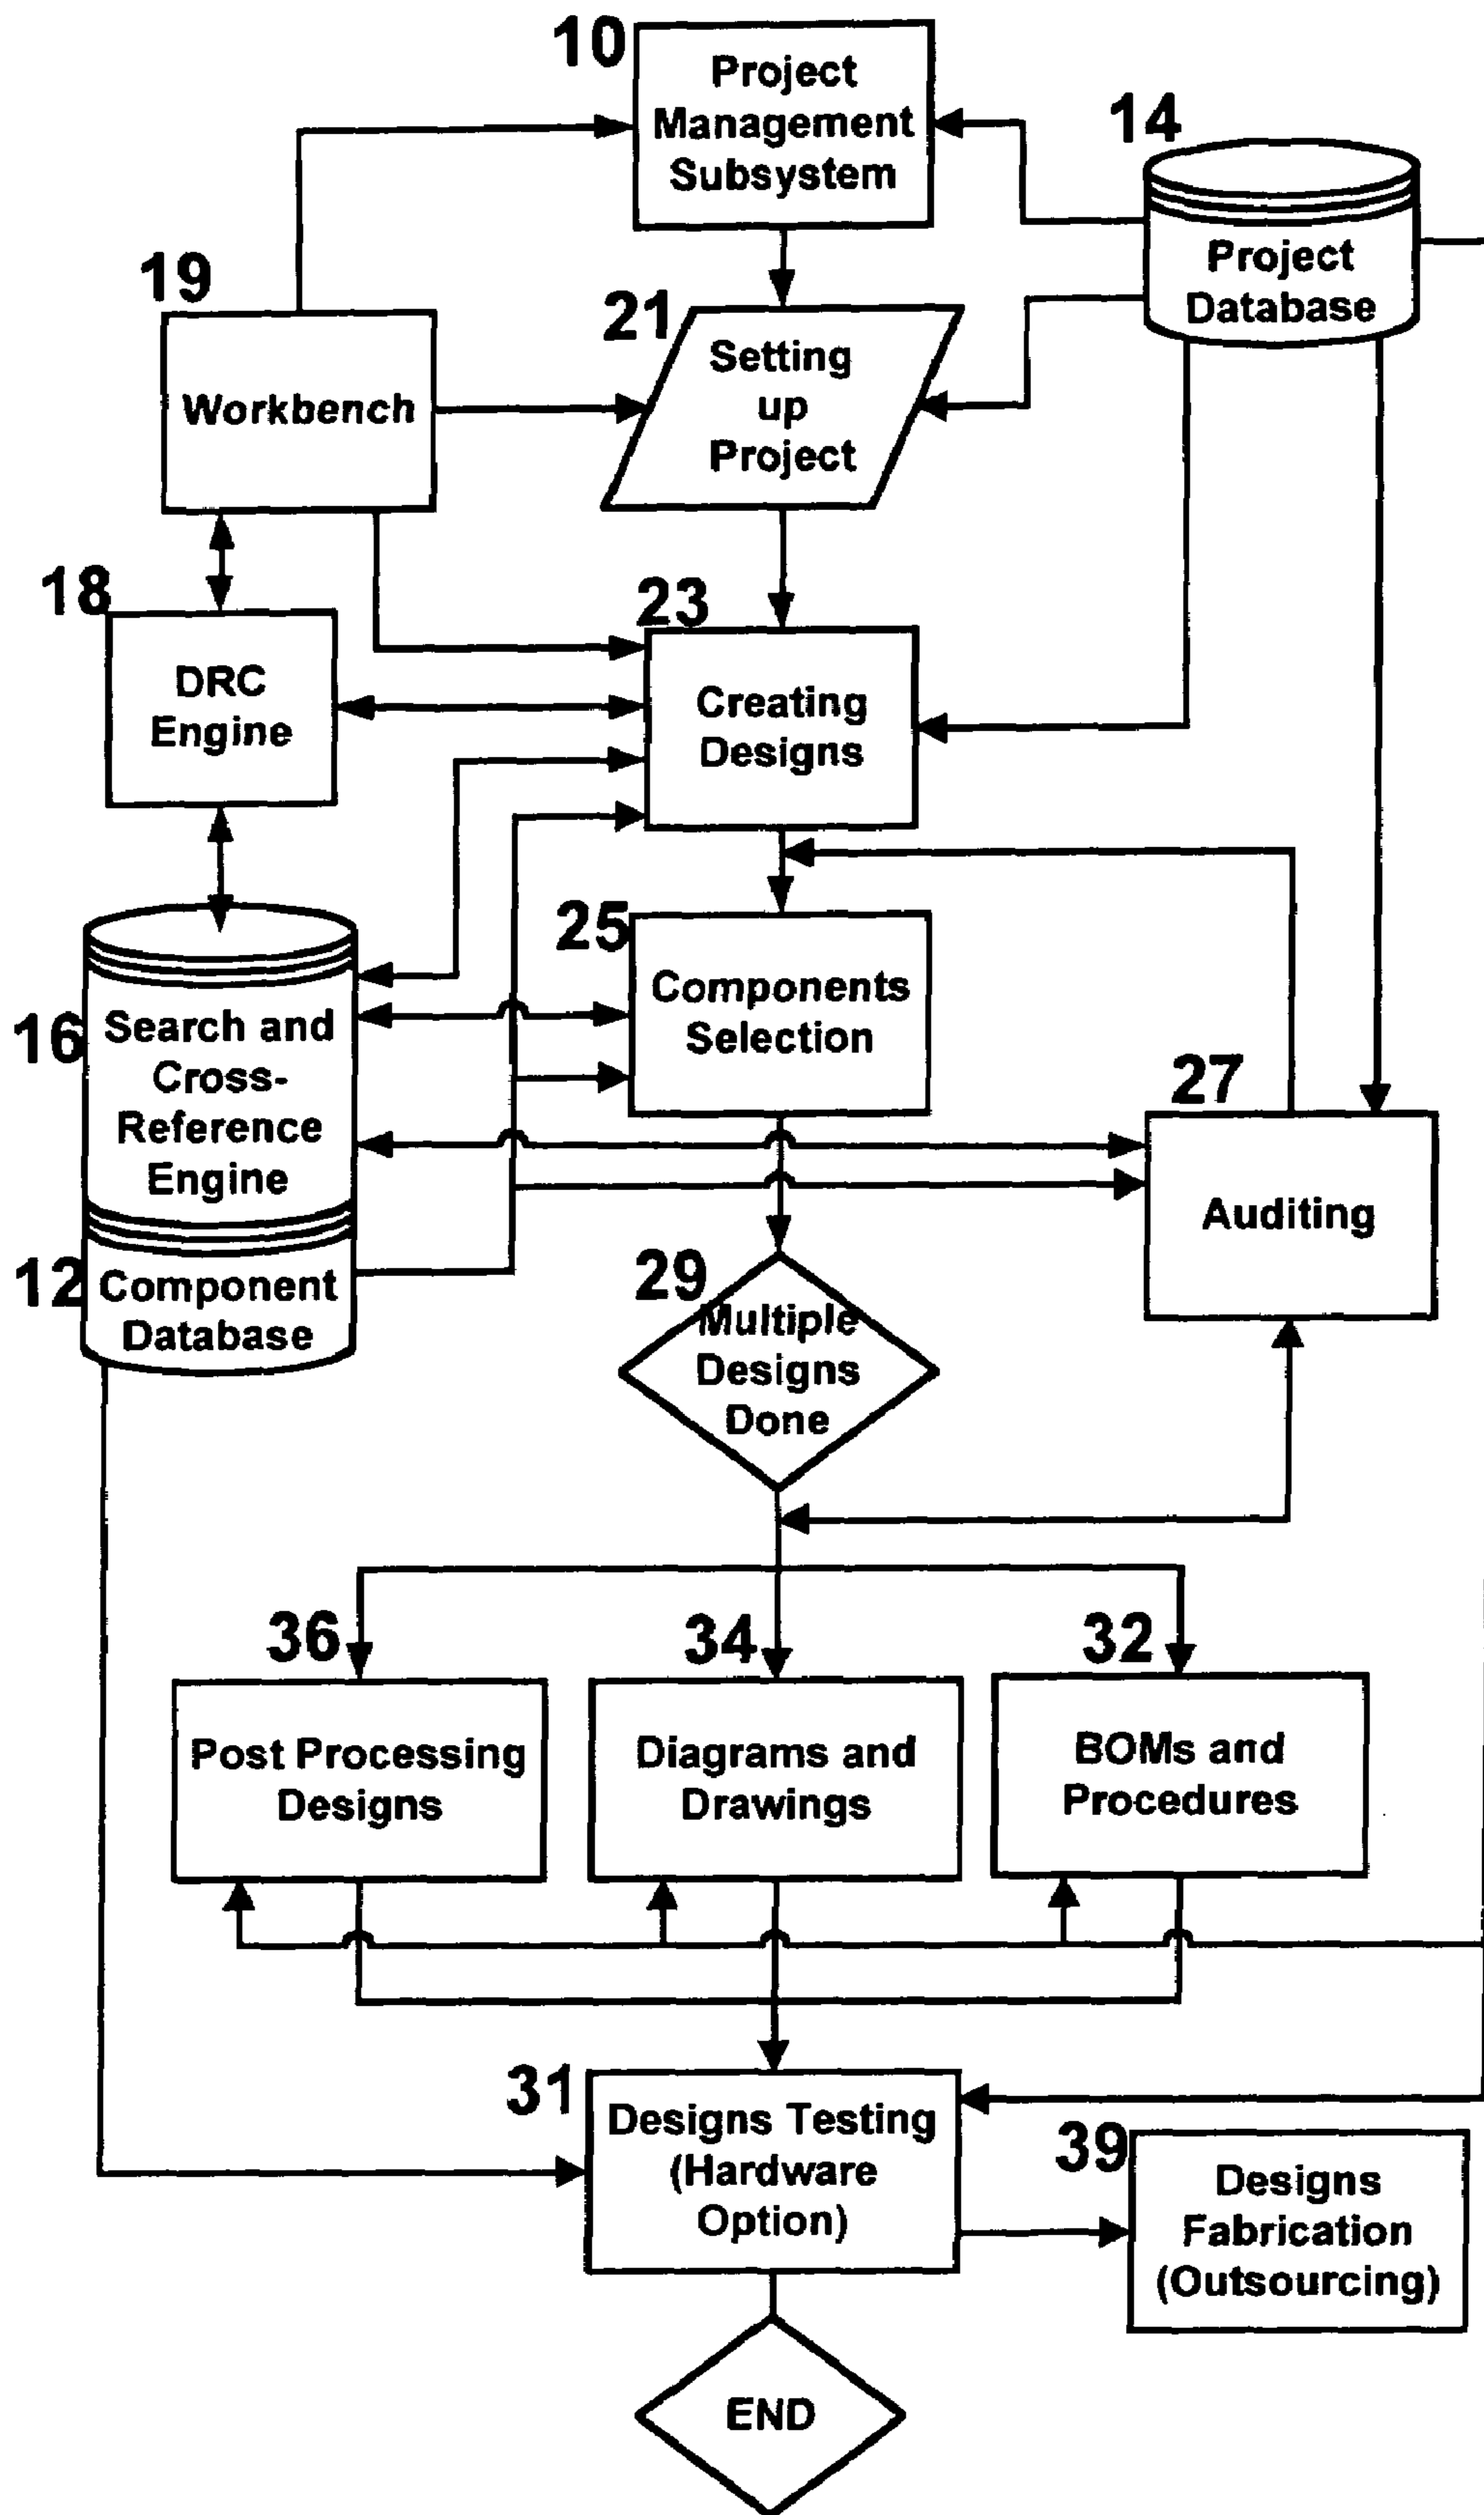 10
Project
Management
Subsystem
14
Project
Database
19
Workbench
21
Setting
up
Project
18
DRC
Engine
23
Creating
Designs
25
Components
Selection
16
Search and
Cross-
Reference
Engine
27
Auditing
12
Component
Database
29
Multiple
Designs
Done
36
Post Processing
Designs
34
Diagrams and
Drawings
32
BOMs and
Procedures
31
Designs Testing
(Hardware
Option)
39
Designs
Fabrication
(Outsourcing)
END